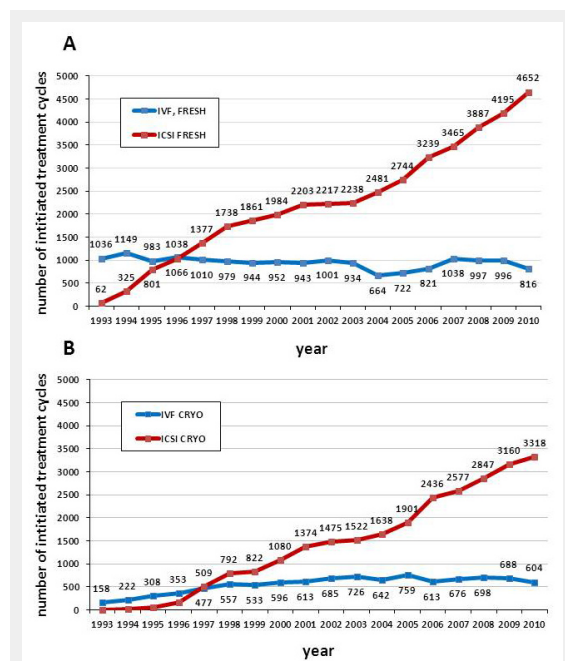 A
number of intitiated treatment cycles
5000
4500
4000
3500
3000
2500
2000
1500
1000
500
0
IVF, FRESH
ICSI FRESH
1036 1149 983 1038 1377 1738 1861 1984 2203 2217 2238 2481 2744 3239 3465 3887 4195 4652
62 325 801 1066 1010 979 944 952 943 1001 934 664 722 821 1038 997 996 816
1993 1994 1995 1996 1997 1998 1999 2000 2001 2002 2003 2004 2005 2006 2007 2008 2009 2010
year
B
number of intitiated treatment cycles
5000
4500
4000
3500
3000
2500
2000
1500
1000
500
0
IVF CRYO
ICSI CRYO
158 222 308 353 509 792 822 1080 1374 1475 1522 1638 1901 2436 2577 2847 3160 3318
477 557 533 596 613 685 726 642 759 613 676 698 688 604
1993 1994 1995 1996 1997 1998 1999 2000 2001 2002 2003 2004 2005 2006 2007 2008 2009 2010
year